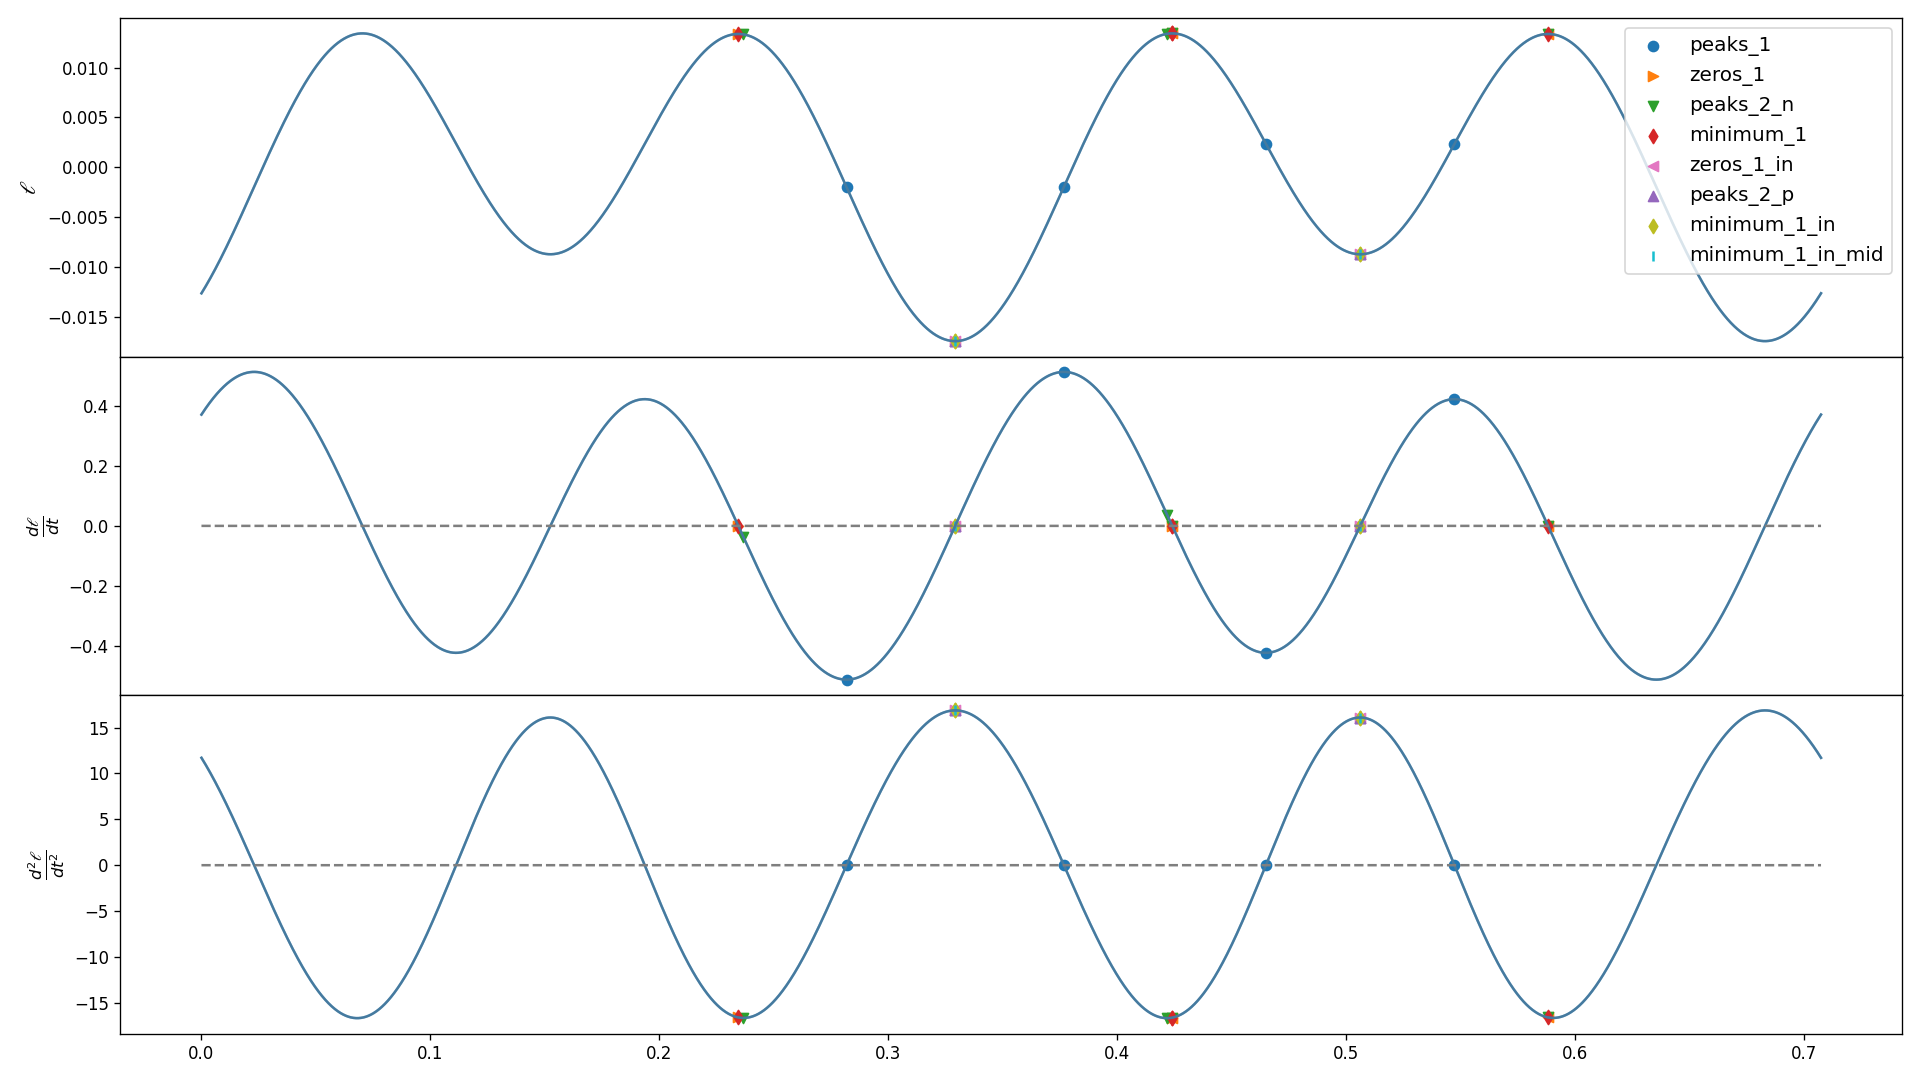 0.010
0.005
0.000
−0.005
−0.010
−0.015
ℓ
peaks_1
zeros_1
peaks_2_n
minimum_1
zeros_1_in
peaks_2_p
minimum_1_in
minimum_1_in_mid
0.4
0.2
0.0
−0.2
−0.4
dℓ
dt
15
10
5
0
−5
−10
−15
d²ℓ
dt²
0.0 0.1 0.2 0.3 0.4 0.5 0.6 0.7